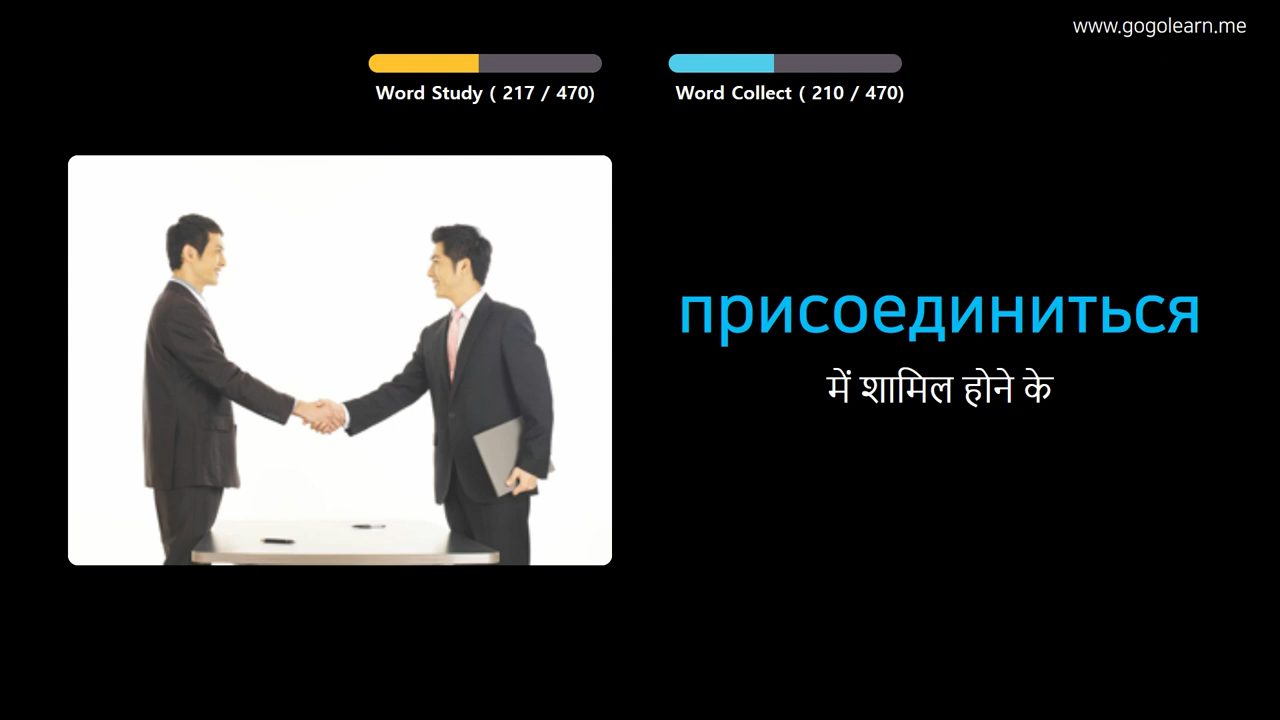 www.gogolearn.me
Word Study ( 217 / 470)
Word Collect ( 210 / 470)
присоединиться
में शामिल होने के